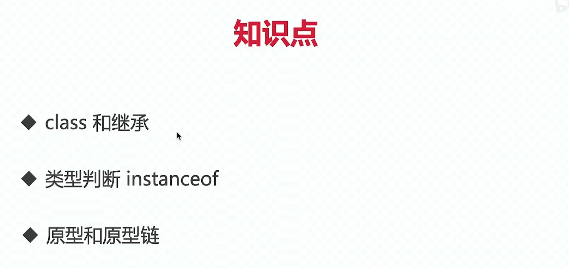 知识点
◆ class 和继承
◆ 类型判断 instanceof
◆ 原型和原型链